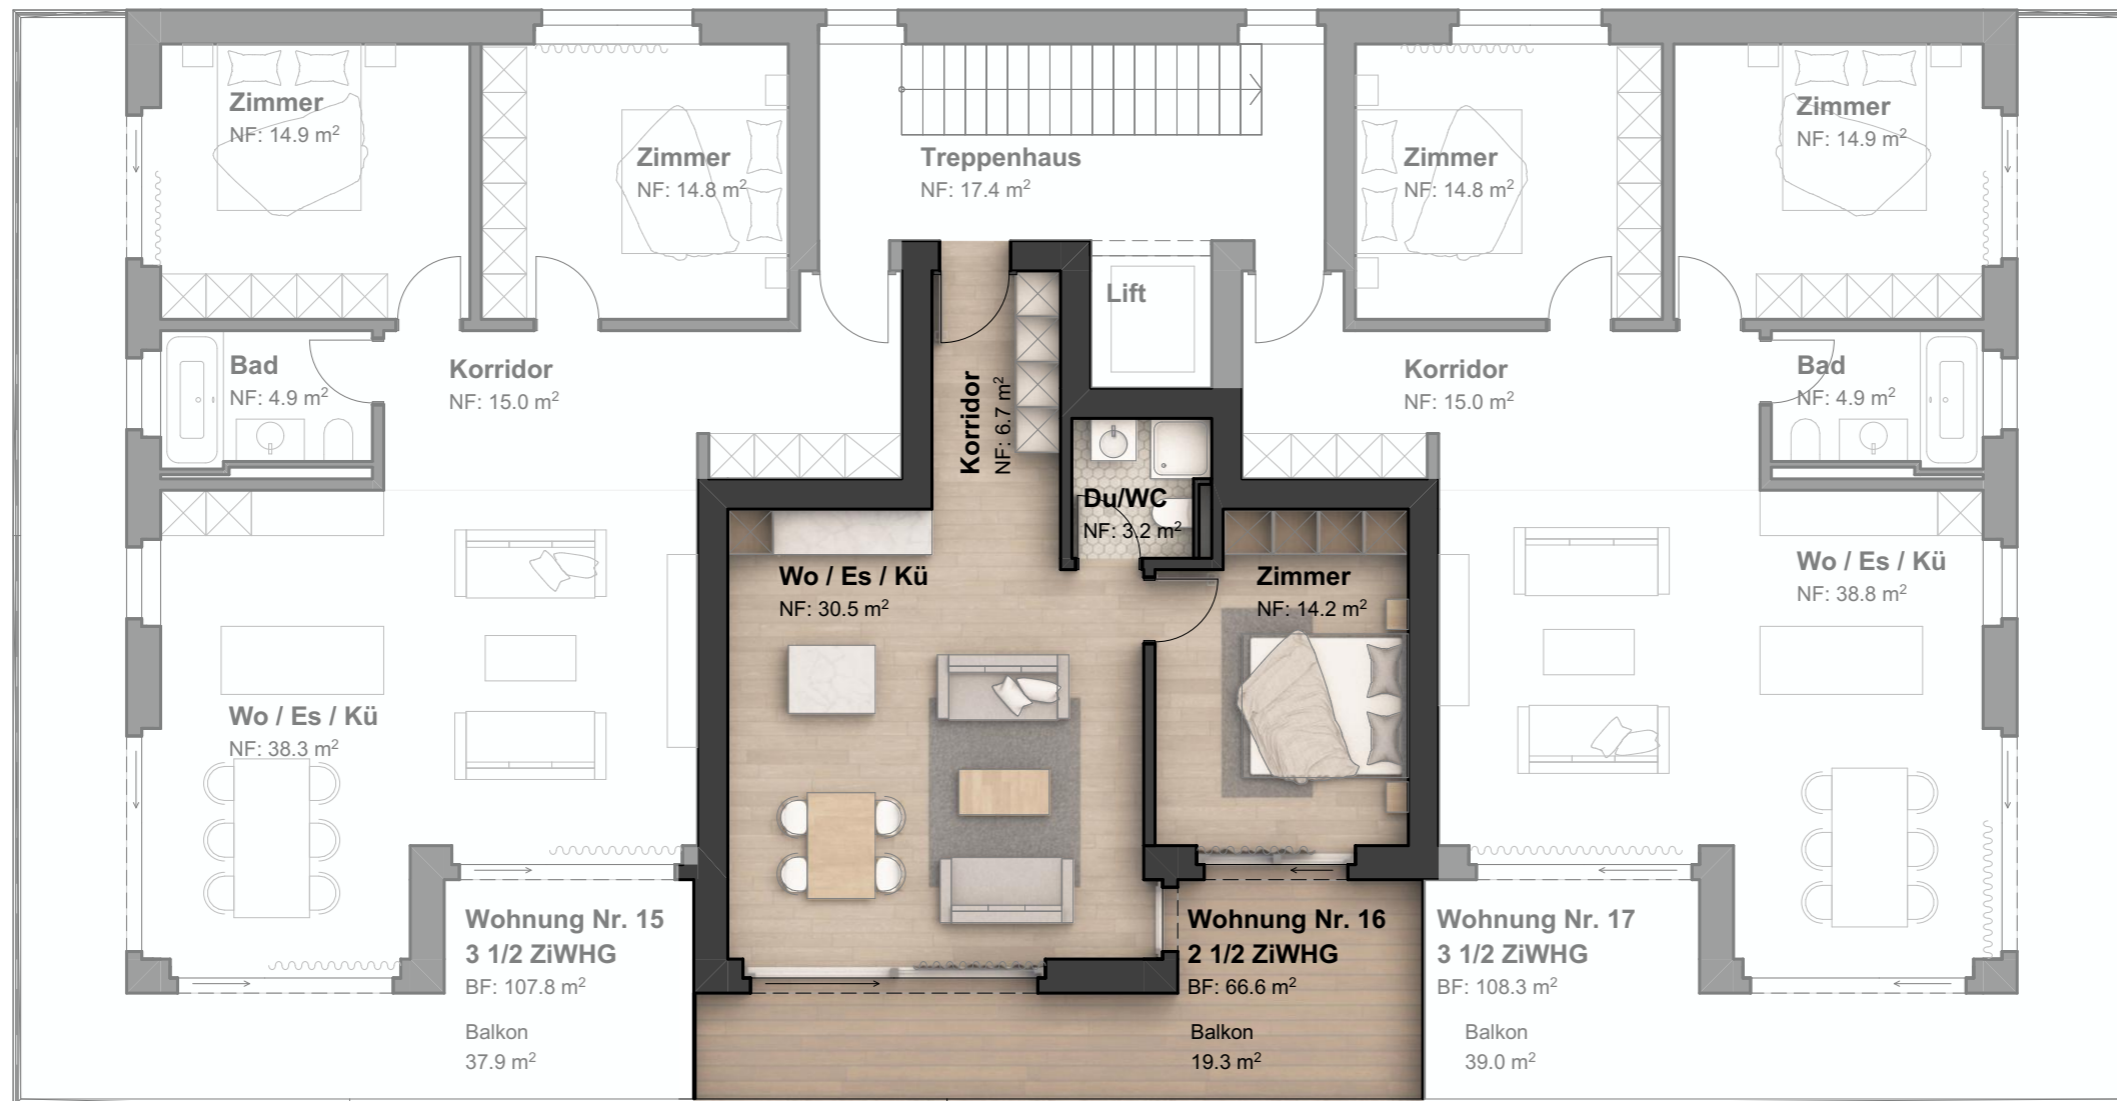 Zimmer
NF: 14.9 m²
Zimmer
NF: 14.8 m²
Treppenhaus
NF: 17.4 m²
Zimmer
NF: 14.8 m²
Zimmer
NF: 14.9 m²
Lift
Bad
NF: 4.9 m²
Korridor
NF: 15.0 m²
Korridor
NF: 6.7 m²
Korridor
NF: 15.0 m²
Bad
NF: 4.9 m²
Du/WC
NF: 3.2 m²
Wo / Es / Kü
NF: 30.5 m²
Zimmer
NF: 14.2 m²
Wo / Es / Kü
NF: 38.8 m²
Wo / Es / Kü
NF: 38.3 m²
Wohnung Nr. 15
3 1/2 ZiWHG
BF: 107.8 m²
Balkon
37.9 m²
Wohnung Nr. 16
2 1/2 ZiWHG
BF: 66.6 m²
Balkon
19.3 m²
Wohnung Nr. 17
3 1/2 ZiWHG
BF: 108.3 m²
Balkon
39.0 m²